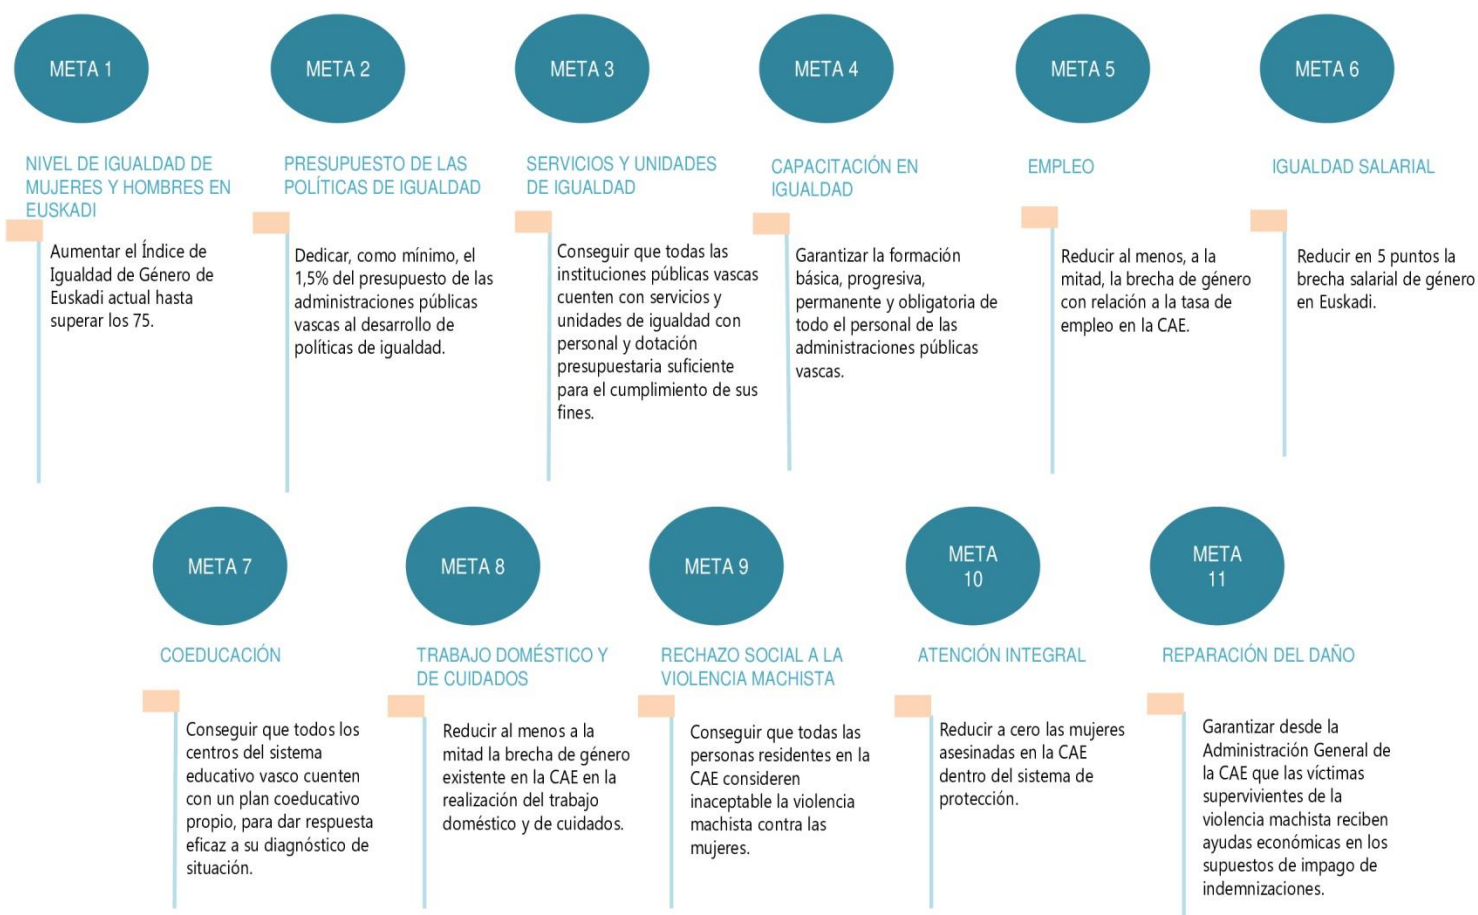 META 1
NIVEL DE IGUALDAD DE
MUJERES Y HOMBRES EN
EUSKADI
Aumentar el Índice de
Igualdad de Género de
Euskadi actual hasta
superar los 75.
META 2
PRESUPUESTO DE LAS
POLÍTICAS DE IGUALDAD
Dedicar, como mínimo, el
1,5% del presupuesto de las
administraciones públicas
vascas al desarrollo de
políticas de igualdad.
META 3
SERVICIOS Y UNIDADES
DE IGUALDAD
Conseguir que todas las
instituciones públicas vascas
cuenten con servicios y
unidades de igualdad con
personal y dotación
presupuestaria suficiente
para el cumplimiento de sus
fines.
META 4
CAPACITACIÓN EN
IGUALDAD
Garantizar la formación
básica, progresiva,
permanente y obligatoria de
todo el personal de las
administraciones públicas
vascas.
META 5
EMPLEO
Reducir al menos, a la
mitad, la brecha de género
con relación a la tasa de
empleo en la CAE.
META 6
IGUALDAD SALARIAL
Reducir en 5 puntos la
brecha salarial de género
en Euskadi.
META 7
COEDUCACIÓN
Conseguir que todos los
centros del sistema
educativo vasco cuenten
con un plan coeducativo
propio, para dar respuesta
eficaz a su diagnóstico de
situación.
META 8
TRABAJO DOMÉSTICO Y
DE CUIDADOS
Reducir al menos a la
mitad la brecha de género
existente en la CAE en la
realización del trabajo
doméstico y de cuidados.
META 9
RECHAZO SOCIAL A LA
VIOLENCIA MACHISTA
Conseguir que todas las
personas residentes en la
CAE consideren
inaceptable la violencia
machista contra las
mujeres.
META
10
ATENCIÓN INTEGRAL
Reducir a cero las mujeres
asesinadas en la CAE
dentro del sistema de
protección.
META
11
REPARACIÓN DEL DAÑO
Garantizar desde la
Administración General de
la CAE que las víctimas
supervivientes de la
violencia machista reciben
ayudas económicas en los
supuestos de impago de
indemnizaciones.